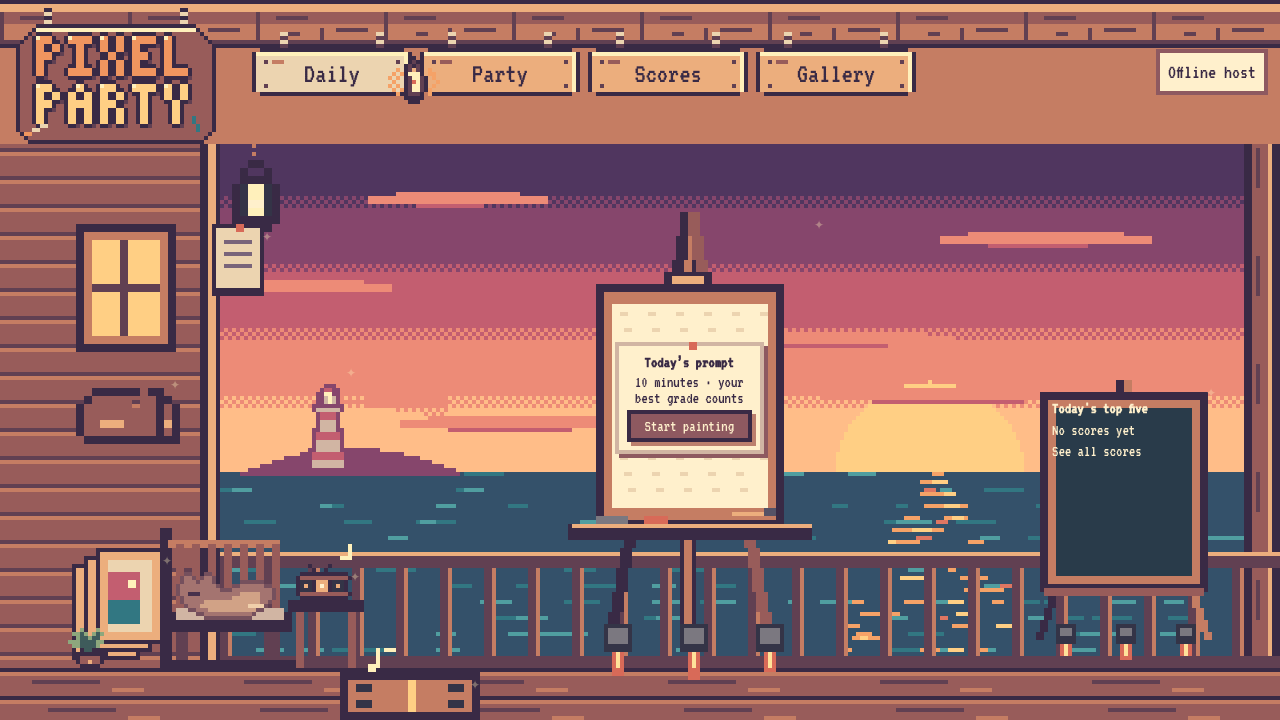 PIXEL
PARTY
Daily
Party
Scores
Gallery
Offline host
Today's prompt
10 minutes · your
best grade counts
Start painting
Today's top five
No scores yet
See all scores